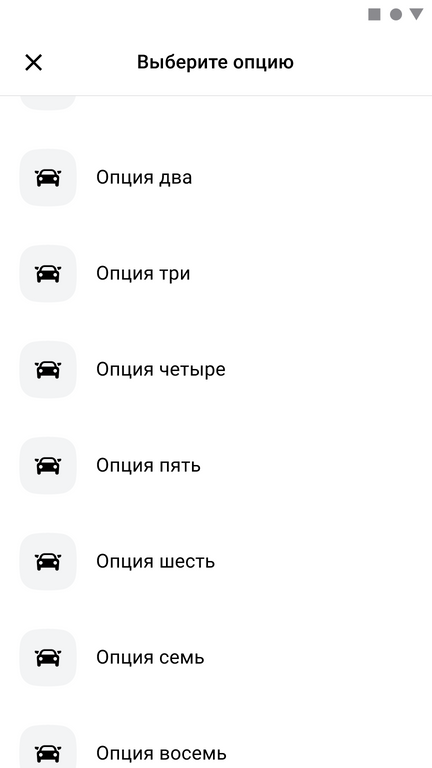 Выберите опцию
Опция два
Опция три
Опция четыре
Опция пять
Опция шесть
Опция семь
Опция восемь